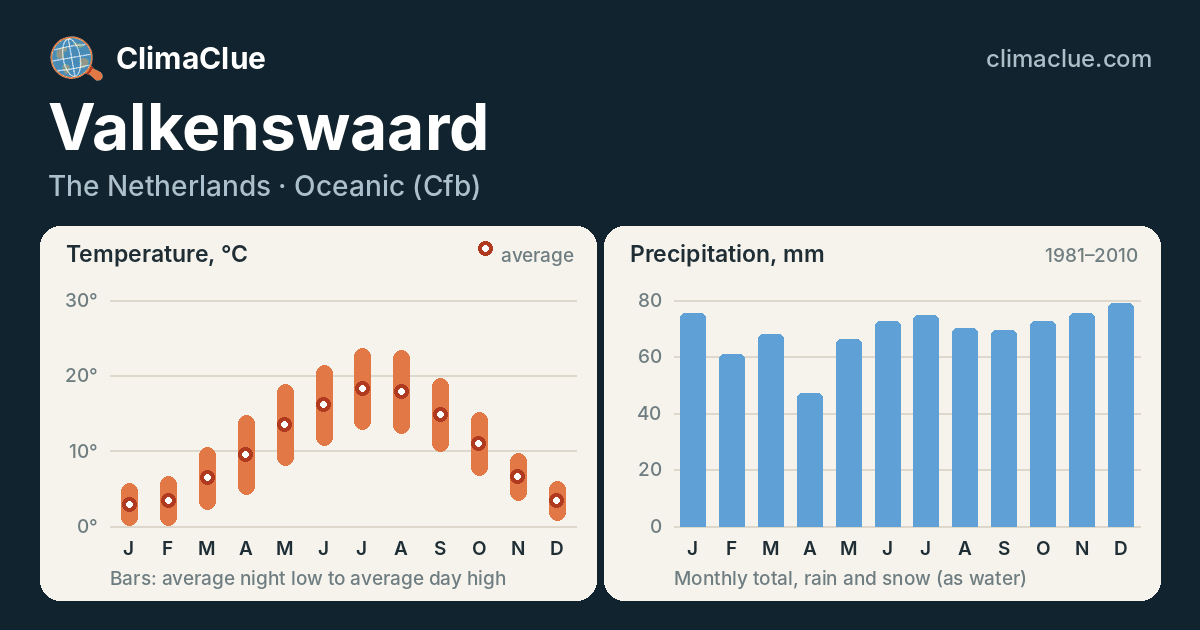 ClimaClue
climaclue.com
Valkenswaard
The Netherlands · Oceanic (Cfb)
Temperature, °C
average
30°
20°
10°
0°
J F M A M J J A S O N D
Bars: average night low to average day high
Precipitation, mm
1981–2010
80
60
40
20
0
J F M A M J J A S O N D
Monthly total, rain and snow (as water)